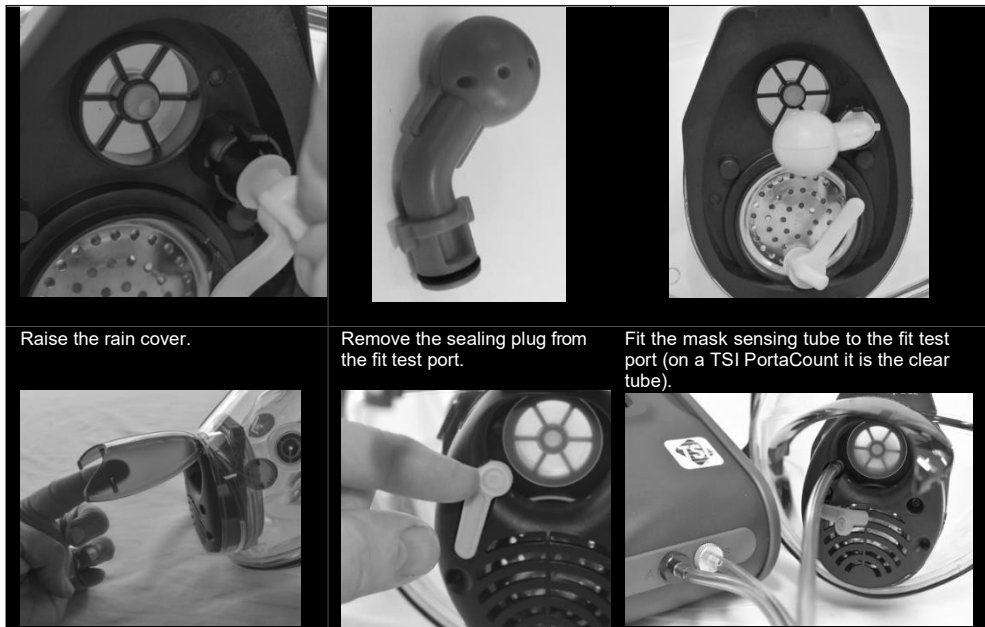 Raise the rain cover.
Remove the sealing plug from
the fit test port.
Fit the mask sensing tube to the fit test
port (on a TSI PortaCount it is the clear
tube).
TSI